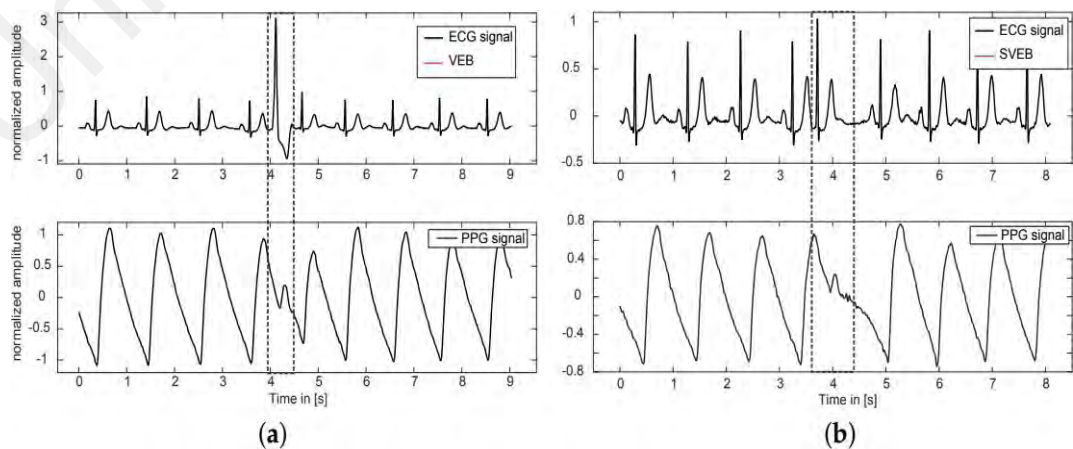 ECG signal
VEB
normalized amplitude
3
2
1
0
-1
0 1 2 3 4 5 6 7 8 9
PPG signal
normalized amplitude
1
0.5
0
-0.5
-1
0 1 2 3 4 5 6 7 8 9
Time in [s]
(a)
ECG signal
SVEB
1
0.5
0
-0.5
0 1 2 3 4 5 6 7 8
PPG signal
0.8
0.4
0
-0.4
-0.8
0 1 2 3 4 5 6 7 8
Time in [s]
(b)